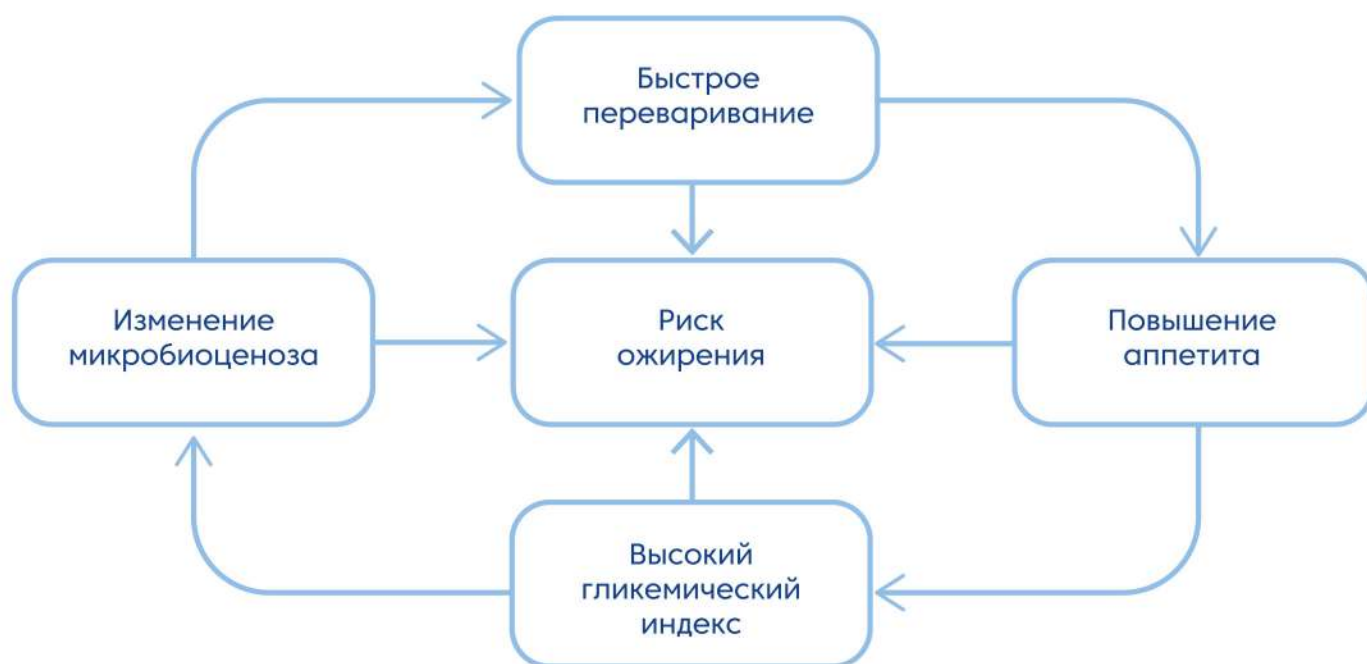 Быстрое
переваривание
Изменение
микробиоценоза
Риск
ожирения
Повышение
аппетита
Высокий
гликемический
индекс